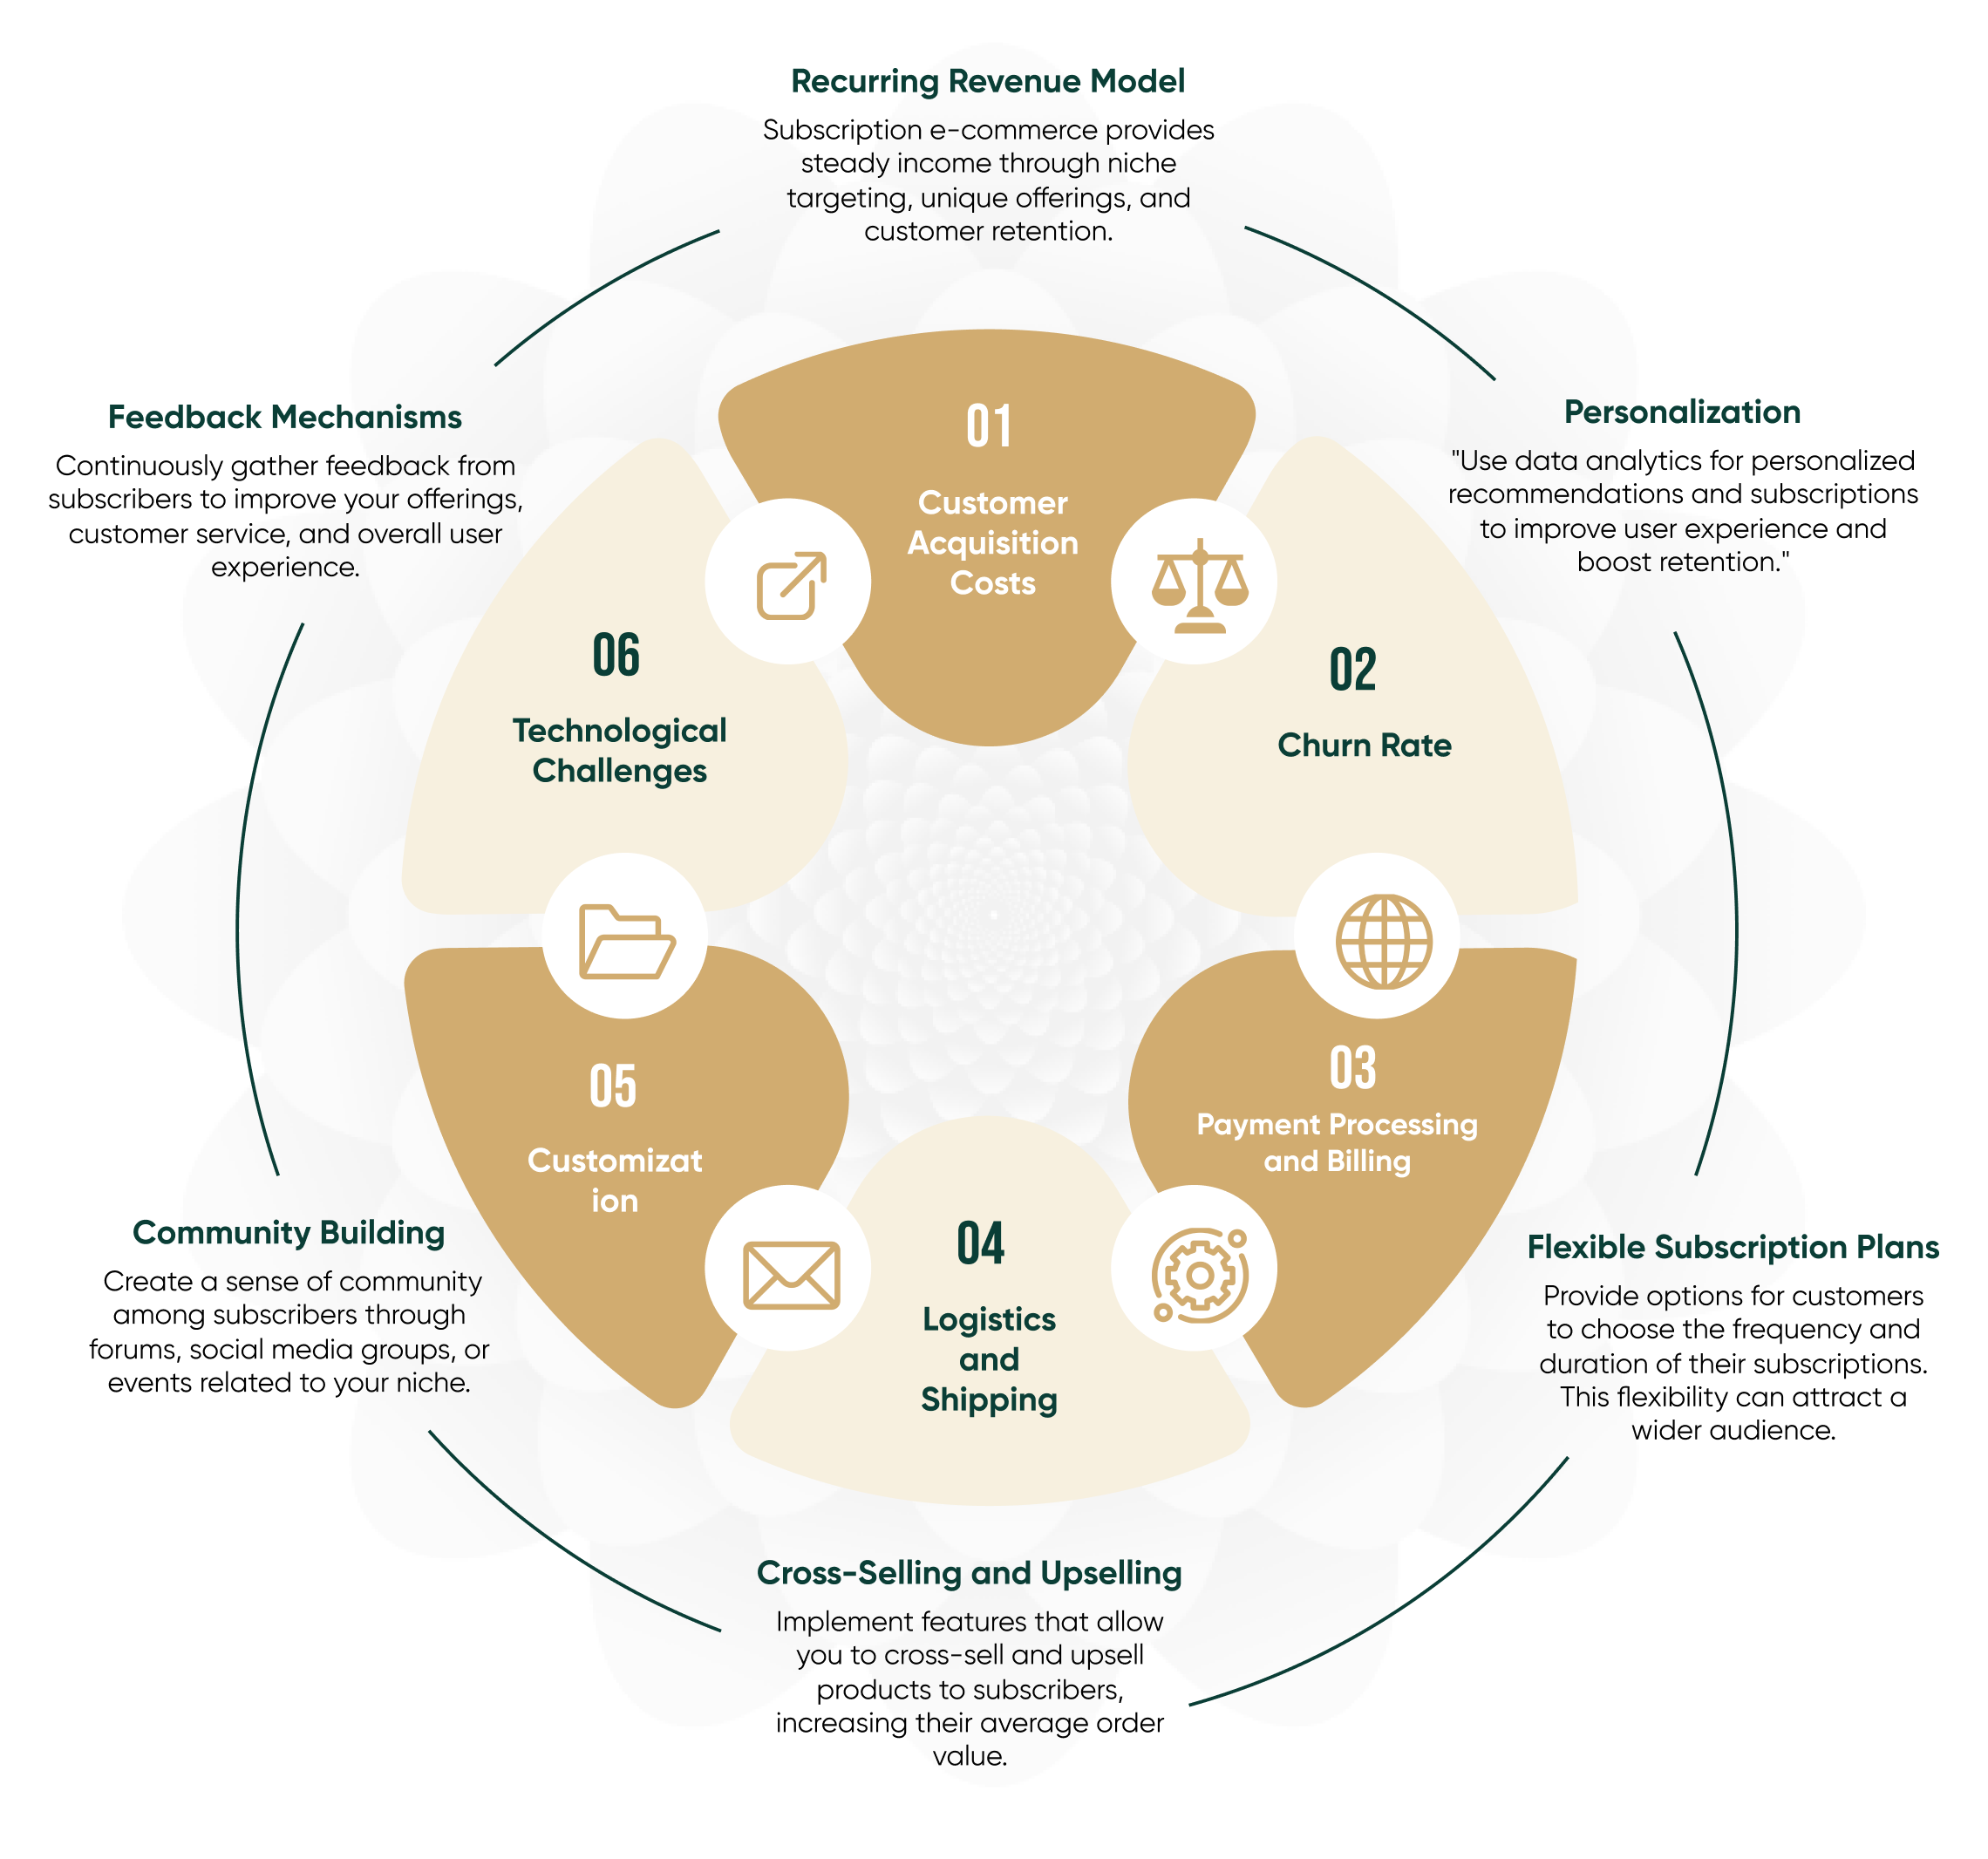 Recurring Revenue Model
Subscription e-commerce provides
steady income through niche
targeting, unique offerings, and
customer retention.
Personalization
"Use data analytics for personalized
recommendations and subscriptions
to improve user experience and
boost retention."
Flexible Subscription Plans
Provide options for customers
to choose the frequency and
duration of their subscriptions.
This flexibility can attract a
wider audience.
Cross-Selling and Upselling
Implement features that allow
you to cross-sell and upsell
products to subscribers,
increasing their average order
value.
Community Building
Create a sense of community
among subscribers through
forums, social media groups, or
events related to your niche.
Feedback Mechanisms
Continuously gather feedback from
subscribers to improve your offerings,
customer service, and overall user
experience.
01
Customer
Acquisition
Costs
02
Churn Rate
03
Payment Processing
and Billing
04
Logistics
and
Shipping
05
Customizat
ion
06
Technological
Challenges